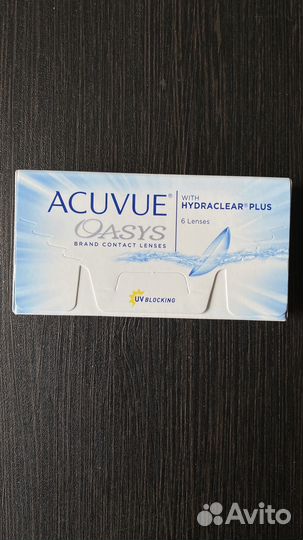 ACUVUE®
OASYS
BRAND CONTACT LENSES
WITH
HYDRACLEAR® PLUS
6 Lenses
UV BLOCKING
Avito